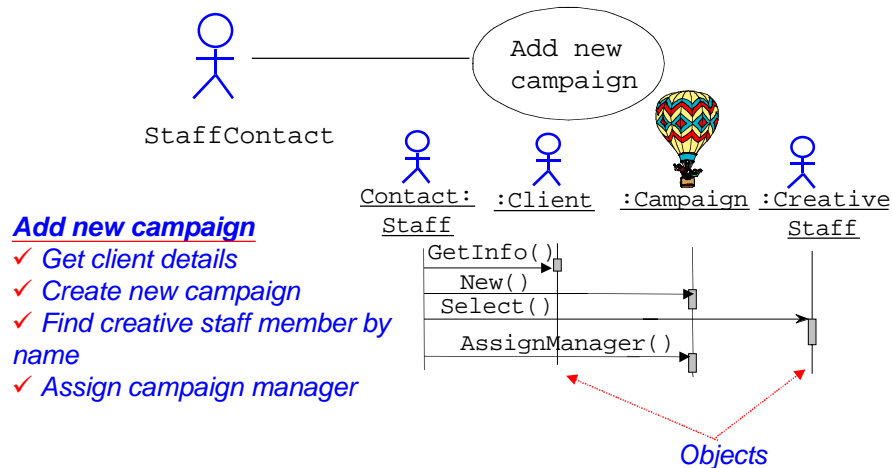 Add new
campaign
StaffContact
Contact:
Staff
:Client
:Campaign
:Creative
Staff
Add new campaign
✓ Get client details
✓ Create new campaign
✓ Find creative staff member by
name
✓ Assign campaign manager
GetInfo()
New()
Select()
AssignManager()
Objects